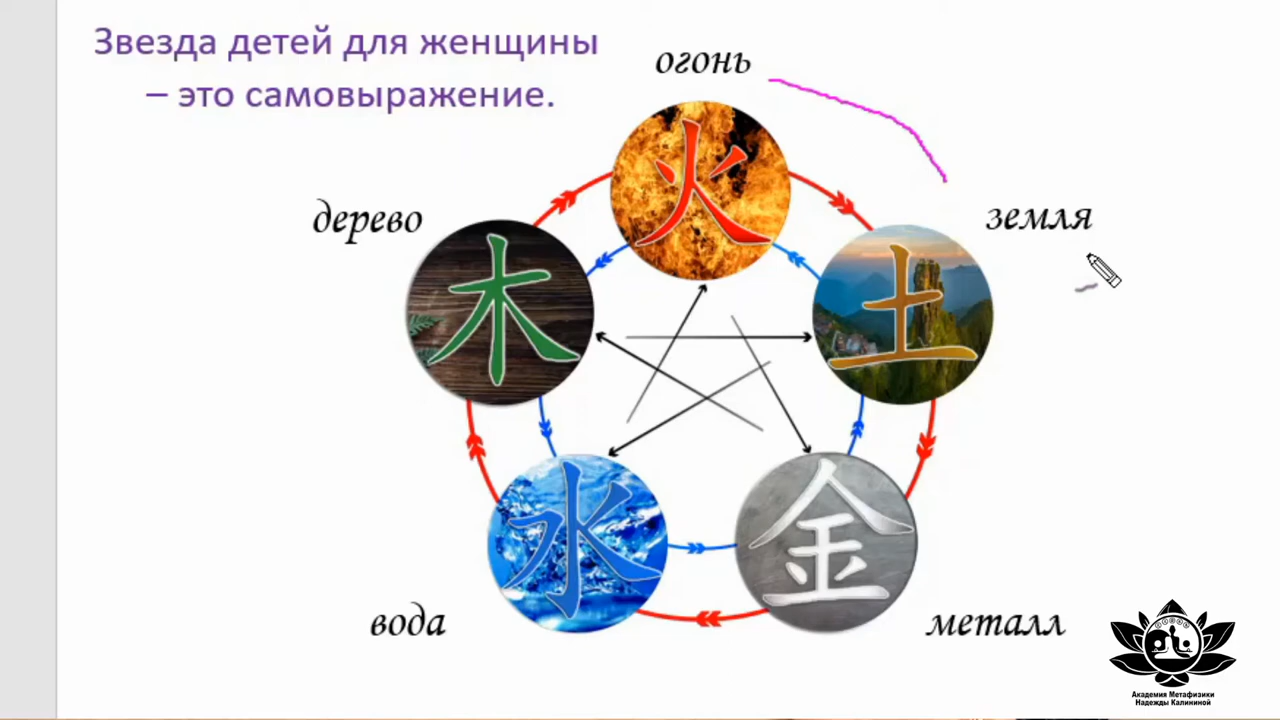 Звезда детей для женщины
– это самовыражение.
огонь
火
дерево
земля
木
土
水
金
вода
металл
Академия Метафизики
Надежды Калининой